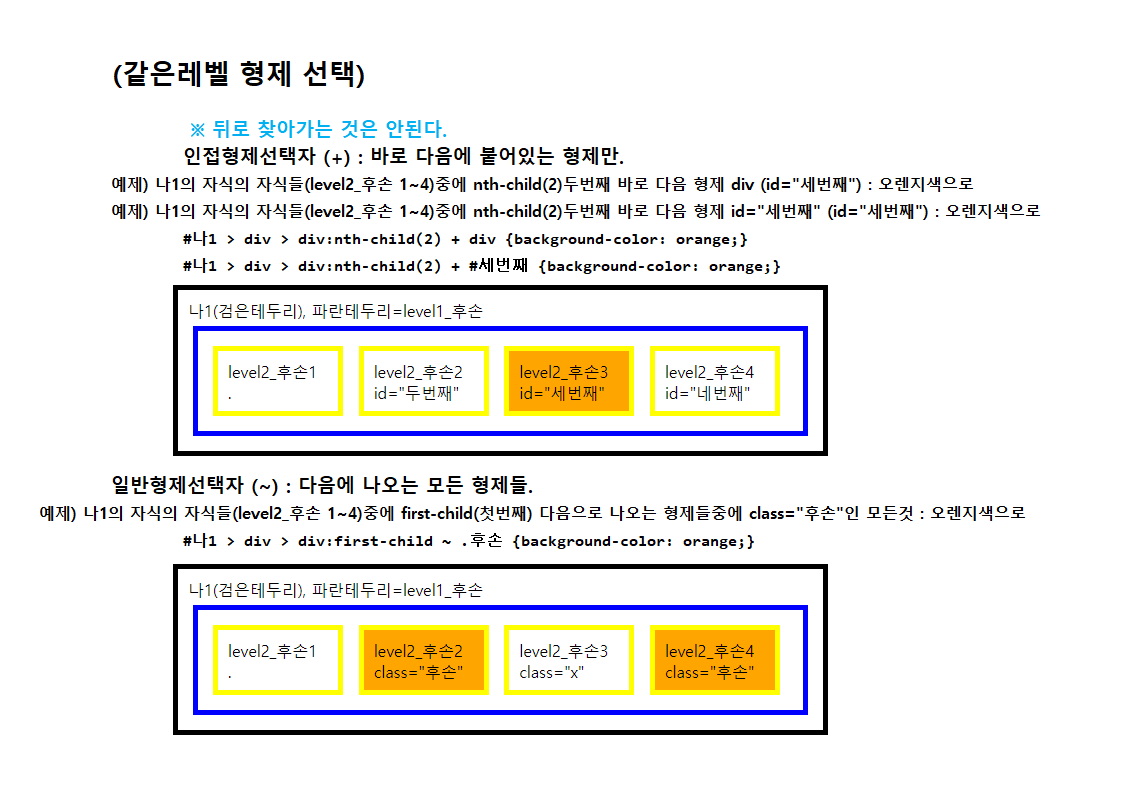 (같은레벨 형제 선택)
※ 뒤로 찾아가는 것은 안된다.
인접형제선택자 (+) : 바로 다음에 붙어있는 형제만.
예제) 나1의 자식의 자식들(level2_후손 1~4)중에 nth-child(2)두번째 바로 다음 형제 div (id="세번째") : 오렌지색으로
예제) 나1의 자식의 자식들(level2_후손 1~4)중에 nth-child(2)두번째 바로 다음 형제 id="세번째" (id="세번째") : 오렌지색으로
#나1 > div > div:nth-child(2) + div {background-color: orange;}
#나1 > div > div:nth-child(2) + #세번째 {background-color: orange;}
나1(검은테두리), 파란테두리=level1_후손
level2_후손1
.
level2_후손2
id="두번째"
level2_후손3
id="세번째"
level2_후손4
id="네번째"
일반형제선택자 (~) : 다음에 나오는 모든 형제들.
예제) 나1의 자식의 자식들(level2_후손 1~4)중에 first-child(첫번째) 다음으로 나오는 형제들중에 class="후손"인 모든것 : 오렌지색으로
#나1 > div > div:first-child ~ .후손 {background-color: orange;}
나1(검은테두리), 파란테두리=level1_후손
level2_후손1
.
level2_후손2
class="후손"
level2_후손3
class="x"
level2_후손4
class="후손"